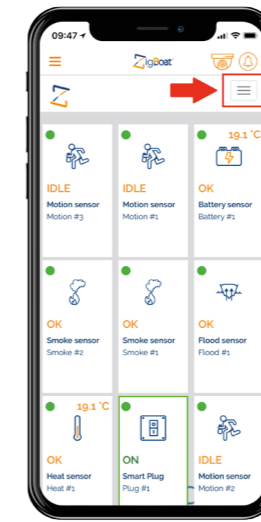 09:47
ZigBoat
19.1 °C
IDLE
Motion sensor
Motion #3
IDLE
Motion sensor
Motion #1
OK
Battery sensor
Battery #1
OK
Smoke sensor
Smoke #2
OK
Smoke sensor
Smoke #1
OK
Flood sensor
Flood #1
19.1 °C
OK
Heat sensor
Heat #1
ON
Smart Plug
Plug #1
IDLE
Motion sensor
Motion #2